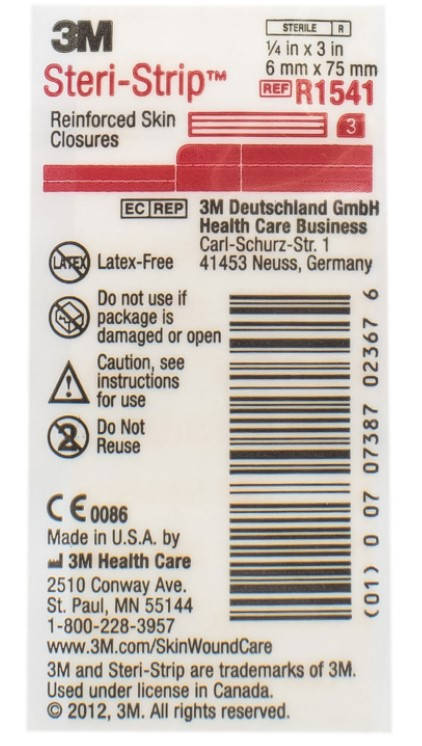 3M
STERILE R
1/4 in x 3 in
6 mm x 75 mm
Steri-Strip™
REF R1541
Reinforced Skin
Closures
3
EC REP 3M Deutschland GmbH
Health Care Business
Carl-Schurz-Str. 1
41453 Neuss, Germany
LATEX Latex-Free
Do not use if
package is
damaged or open
Caution, see
instructions
for use
2 Do Not
Reuse
(01) 0 07 07387 02367 6
CE 0086
Made in U.S.A. by
3M Health Care
2510 Conway Ave.
St. Paul, MN 55144
1-800-228-3957
www.3M.com/SkinWoundCare
3M and Steri-Strip are trademarks of 3M.
Used under license in Canada.
© 2012, 3M. All rights reserved.